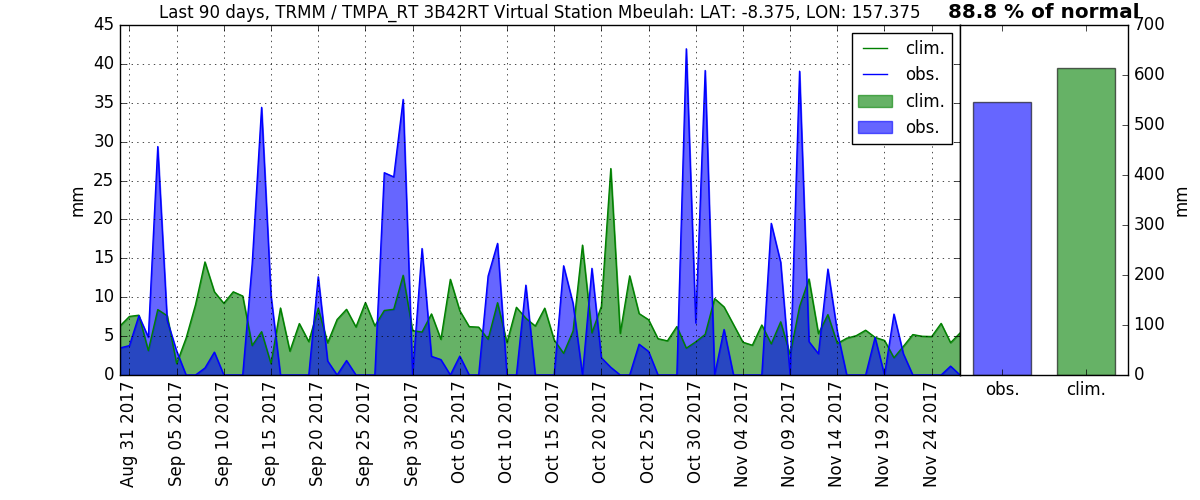 Last 90 days, TRMM / TMPA_RT 3B42RT Virtual Station Mbeulah: LAT: -8.375, LON: 157.375
88.8 % of normal
45
40
35
30
25
20
15
10
5
0
mm
clim.
obs.
clim.
obs.
700
600
500
400
300
200
100
0
mm
obs.
clim.
Aug 31 2017
Sep 05 2017
Sep 10 2017
Sep 15 2017
Sep 20 2017
Sep 25 2017
Sep 30 2017
Oct 05 2017
Oct 10 2017
Oct 15 2017
Oct 20 2017
Oct 25 2017
Oct 30 2017
Nov 04 2017
Nov 09 2017
Nov 14 2017
Nov 19 2017
Nov 24 2017